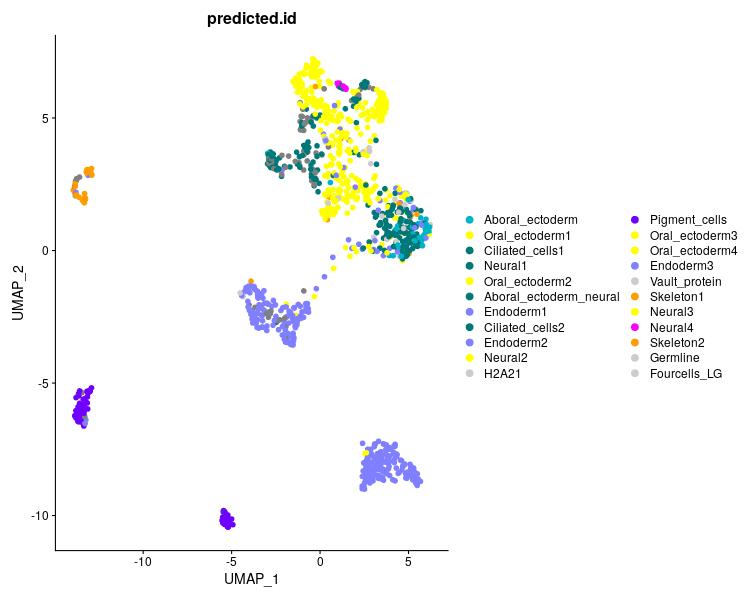 predicted.id
5
0
-5
-10
UMAP_2
-10
-5
0
5
UMAP_1
Aboral_ectoderm
Oral_ectoderm1
Ciliated_cells1
Neural1
Oral_ectoderm2
Aboral_ectoderm_neural
Endoderm1
Ciliated_cells2
Endoderm2
Neural2
H2A21
Pigment_cells
Oral_ectoderm3
Oral_ectoderm4
Endoderm3
Vault_protein
Skeleton1
Neural3
Neural4
Skeleton2
Germline
Fourcells_LG